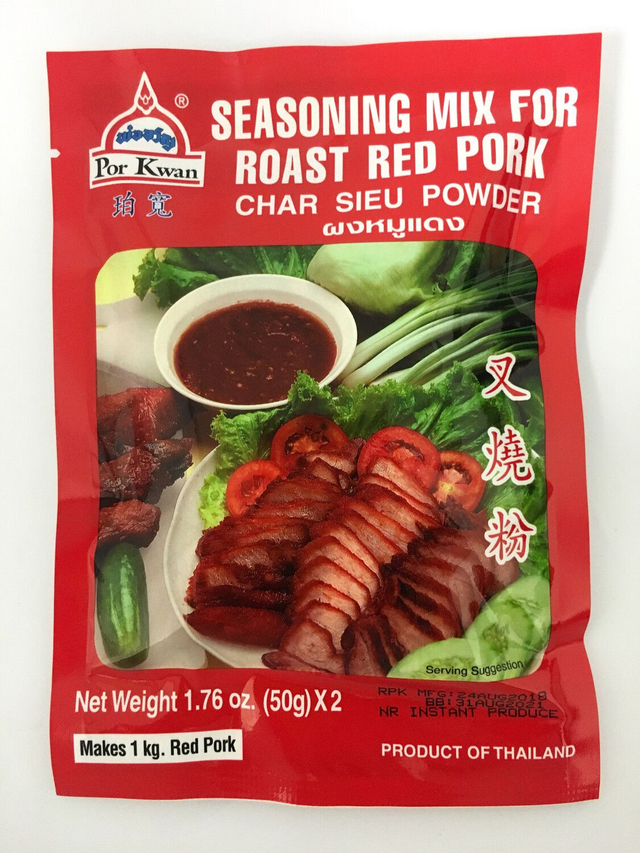 พ่อขวัญ
®
Por Kwan
珀寬
SEASONING MIX FOR
ROAST RED PORK
CHAR SIEU POWDER
ผงหมูแดง
叉燒粉
Serving Suggestion
Net Weight 1.76 oz. (50g) X 2
RPK MFG:24AUG2018
BB:31AUG2021
NR INSTANT PRODUCE
Makes 1 kg. Red Pork
PRODUCT OF THAILAND